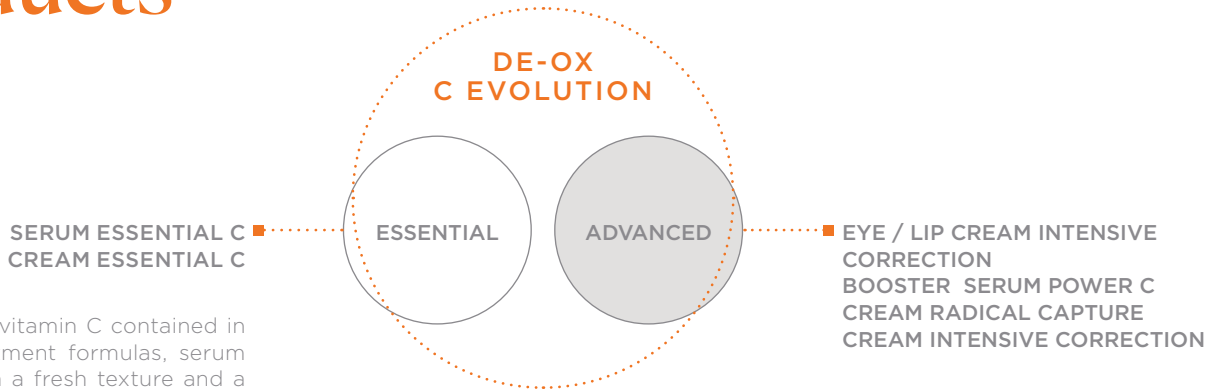 DE-OX
C EVOLUTION
ESSENTIAL
ADVANCED
SERUM ESSENTIAL C
CREAM ESSENTIAL C
EYE / LIP CREAM INTENSIVE
CORRECTION
BOOSTER SERUM POWER C
CREAM RADICAL CAPTURE
CREAM INTENSIVE CORRECTION
vitamin C contained in
formulas, serum
a fresh texture and a